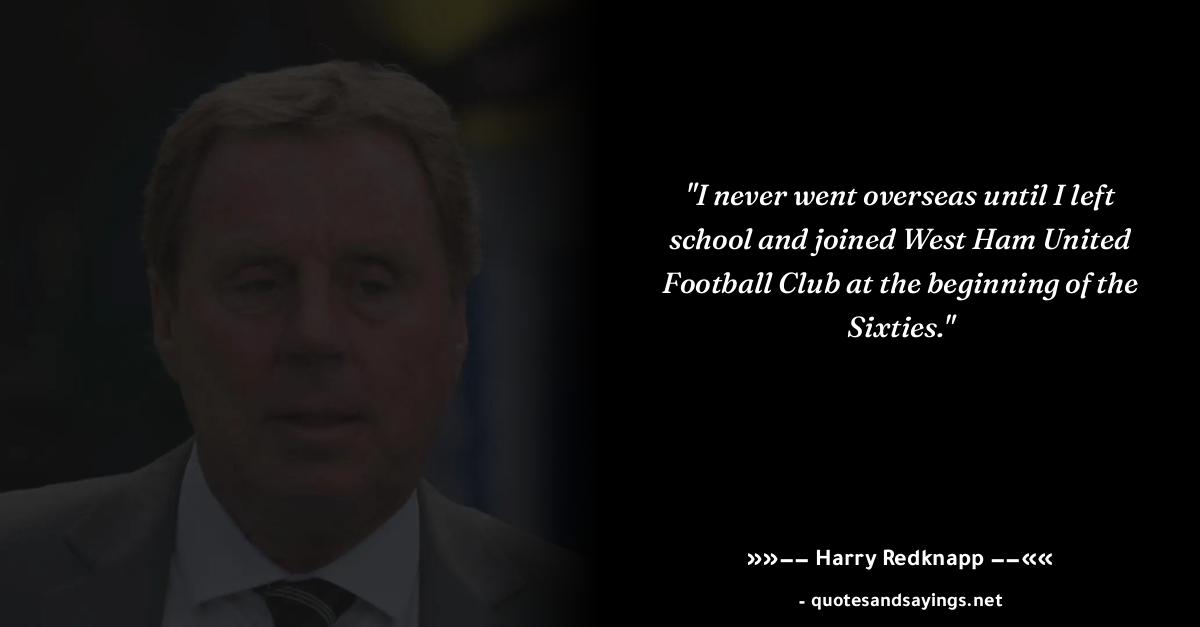 "I never went overseas until I left
school and joined West Ham United
Football Club at the beginning of the
Sixties."
»»−− Harry Redknapp −−««
- quotesandsayings.net